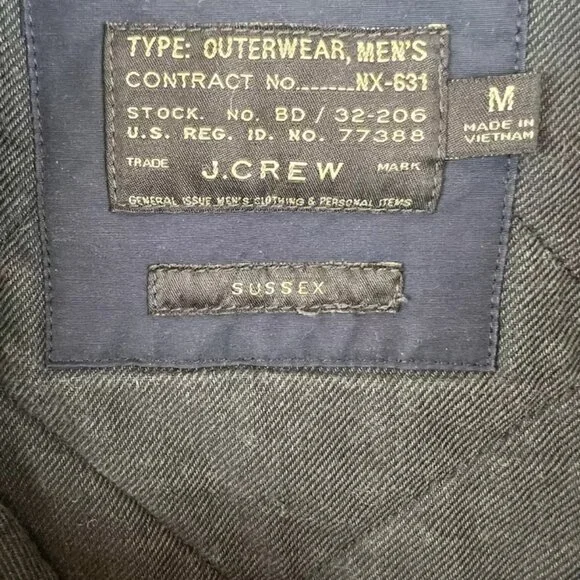 TYPE: OUTERWEAR, MEN'S
CONTRACT No.......NX-631
STOCK. No. BD / 32-206
U.S. REG. ID. NO. 77388
TRADE J.CREW MARK
GENERAL ISSUE MEN'S CLOTHING & PERSONAL ITEMS
M
MADE IN
VIETNAM
SUSSEX